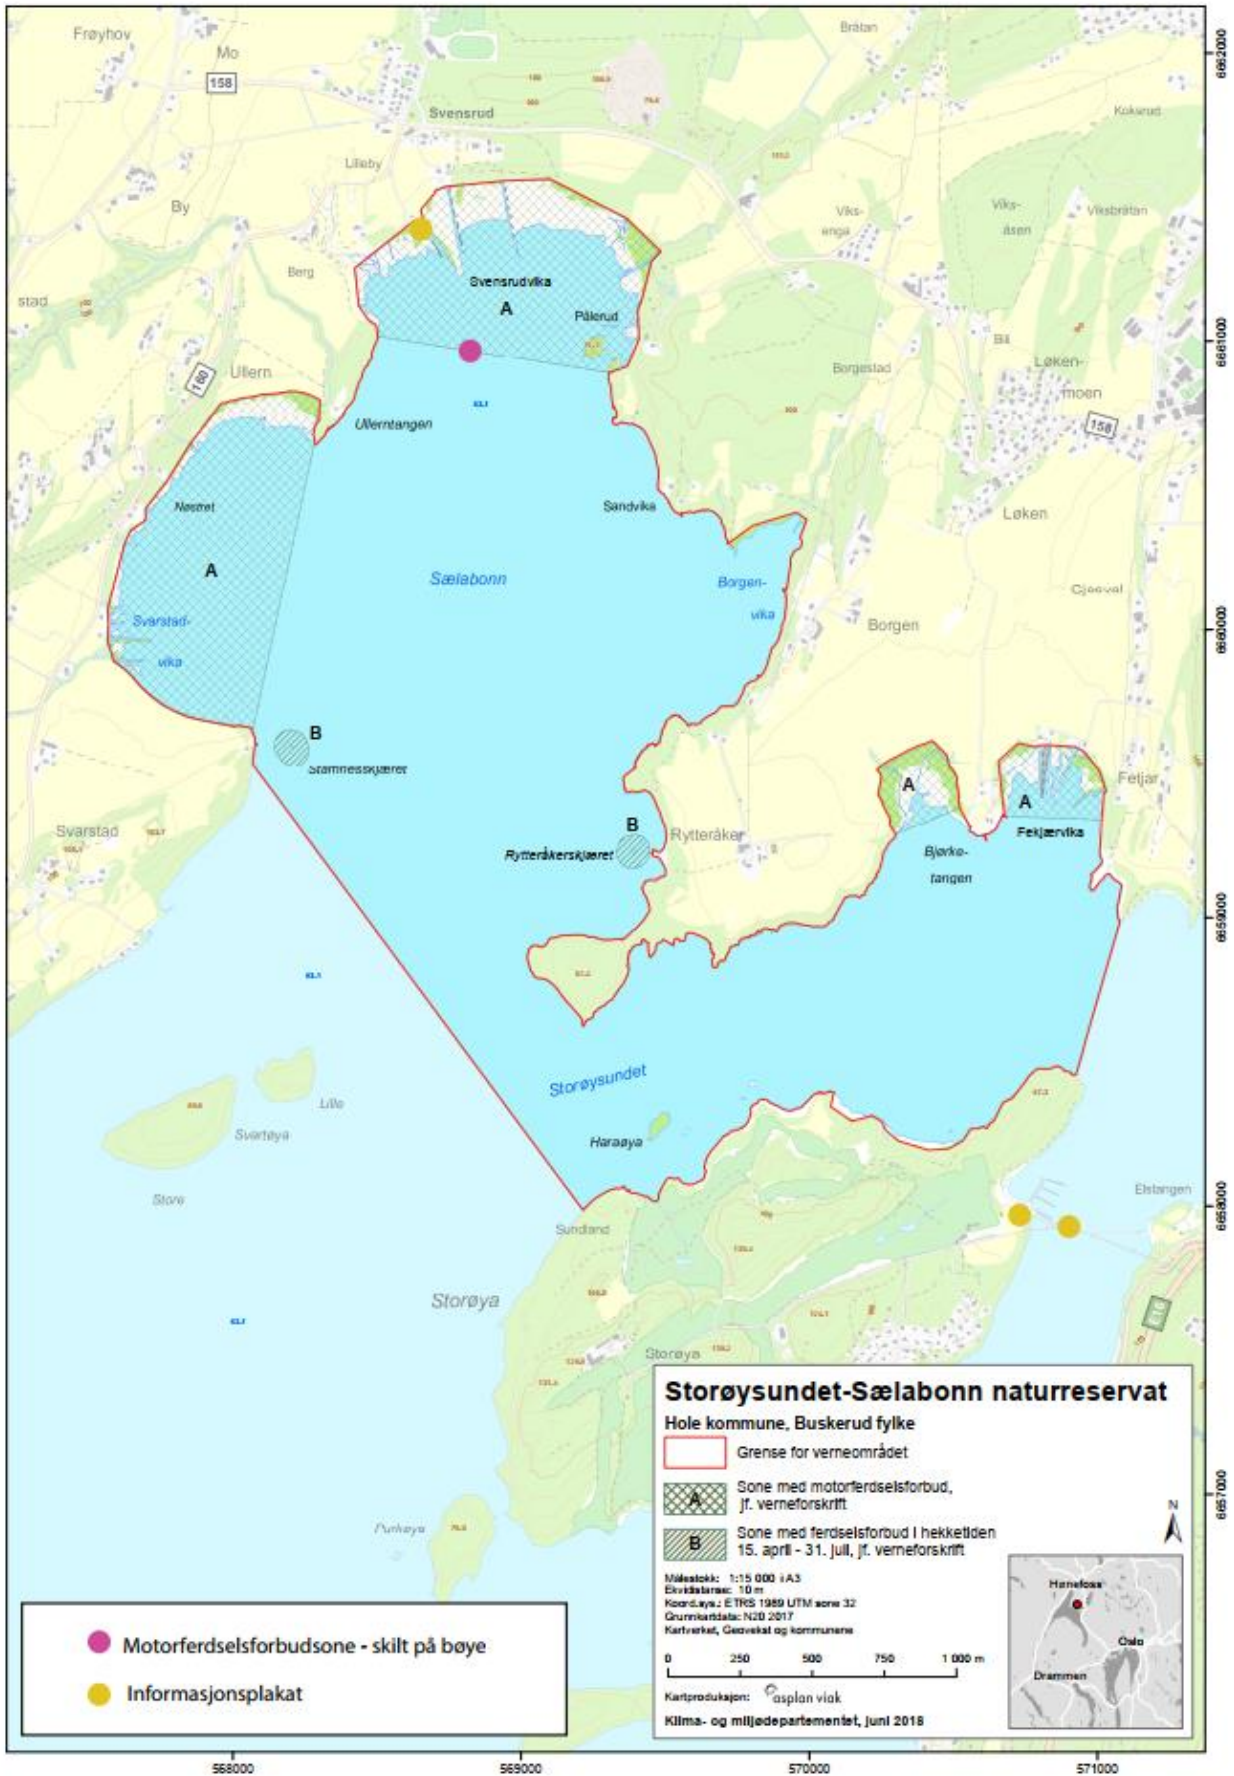 Frøyhov
Mo
158
Bråtan
6662000
Svensrud
Koksrud
Lilleby
By
Viks-
enga
Viks-
åsen
Viksbråtan
Berg
Svensrudvika
A
Pålerud
stad
6661000
160
Ullern
Bili
Løken-
moen
Borgestad
Ullerntangen
158
Sandvika
Løken
Sælabonn
A
Borgen-
vika
Svarstad-
vika
Borgen
6660000
B
Svarstad
B
Rytteråker
Rytteråkerskjæret
A
A
Fetjar
Fekjærvika
Bjørke-
tangen
6659000
Storøysundet
Lille
Svartøya
Store
Haraøya
Elstangen
6658000
Sundland
Storøya
E16
Storøya
Storøysundet-Sælabonn naturreservat
Hole kommune, Buskerud fylke
Grense for verneområdet
A
Sone med motorferdselsforbud,
jf. verneforskrift
B
Sone med ferdselsforbud i hekketiden
15. april - 31. juli, jf. verneforskrift
6657000
N
Målestokk: 1:15 000 i A3
Ekvidistanse: 10 m
Koord.sys.: ETRS 1989 UTM sone 32
Grunnkartdata: N20 2017
Kartverket, Geovekst og kommunene
0 250 500 750 1 000 m
Kartproduksjon: asplan viak
Klima- og miljødepartementet, juni 2018
Hønefoss
Oslo
Drammen
Motorferdselsforbudsone - skilt på bøye
Informasjonsplakat
568000
569000
570000
571000